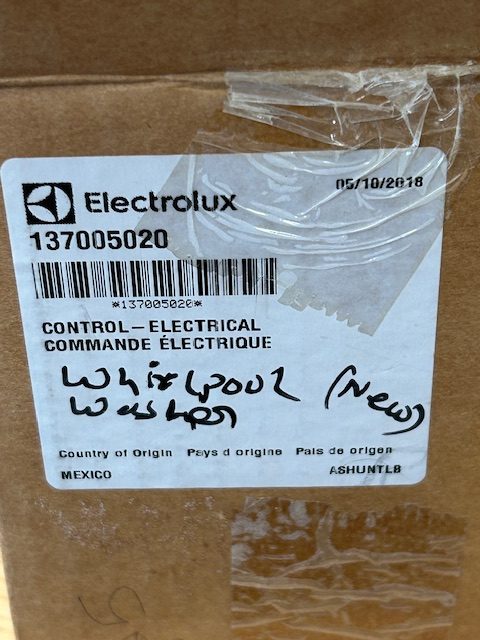 Electrolux
05/10/2018
137005020
*137005020*
CONTROL-ELECTRICAL
COMMANDE ÉLECTRIQUE
Whirlpool (New)
Washer
Country of Origin Pays d origine Pais de origen
MEXICO ASHUNTLB